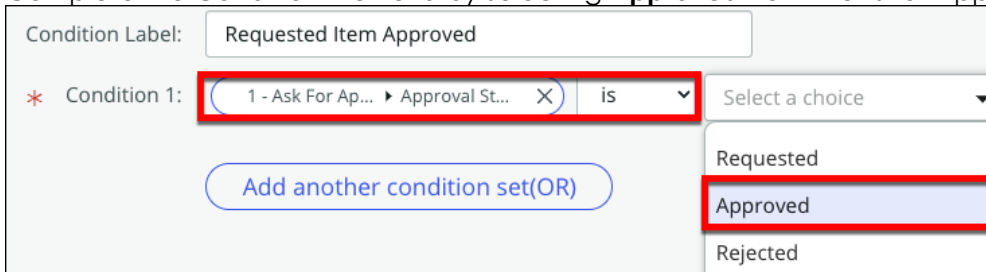 Condition Label: Requested Item Approved
* Condition 1: 1 - Ask For Ap... ▸ Approval St... X is Select a choice
Requested
Add another condition set(OR)
Approved
Rejected